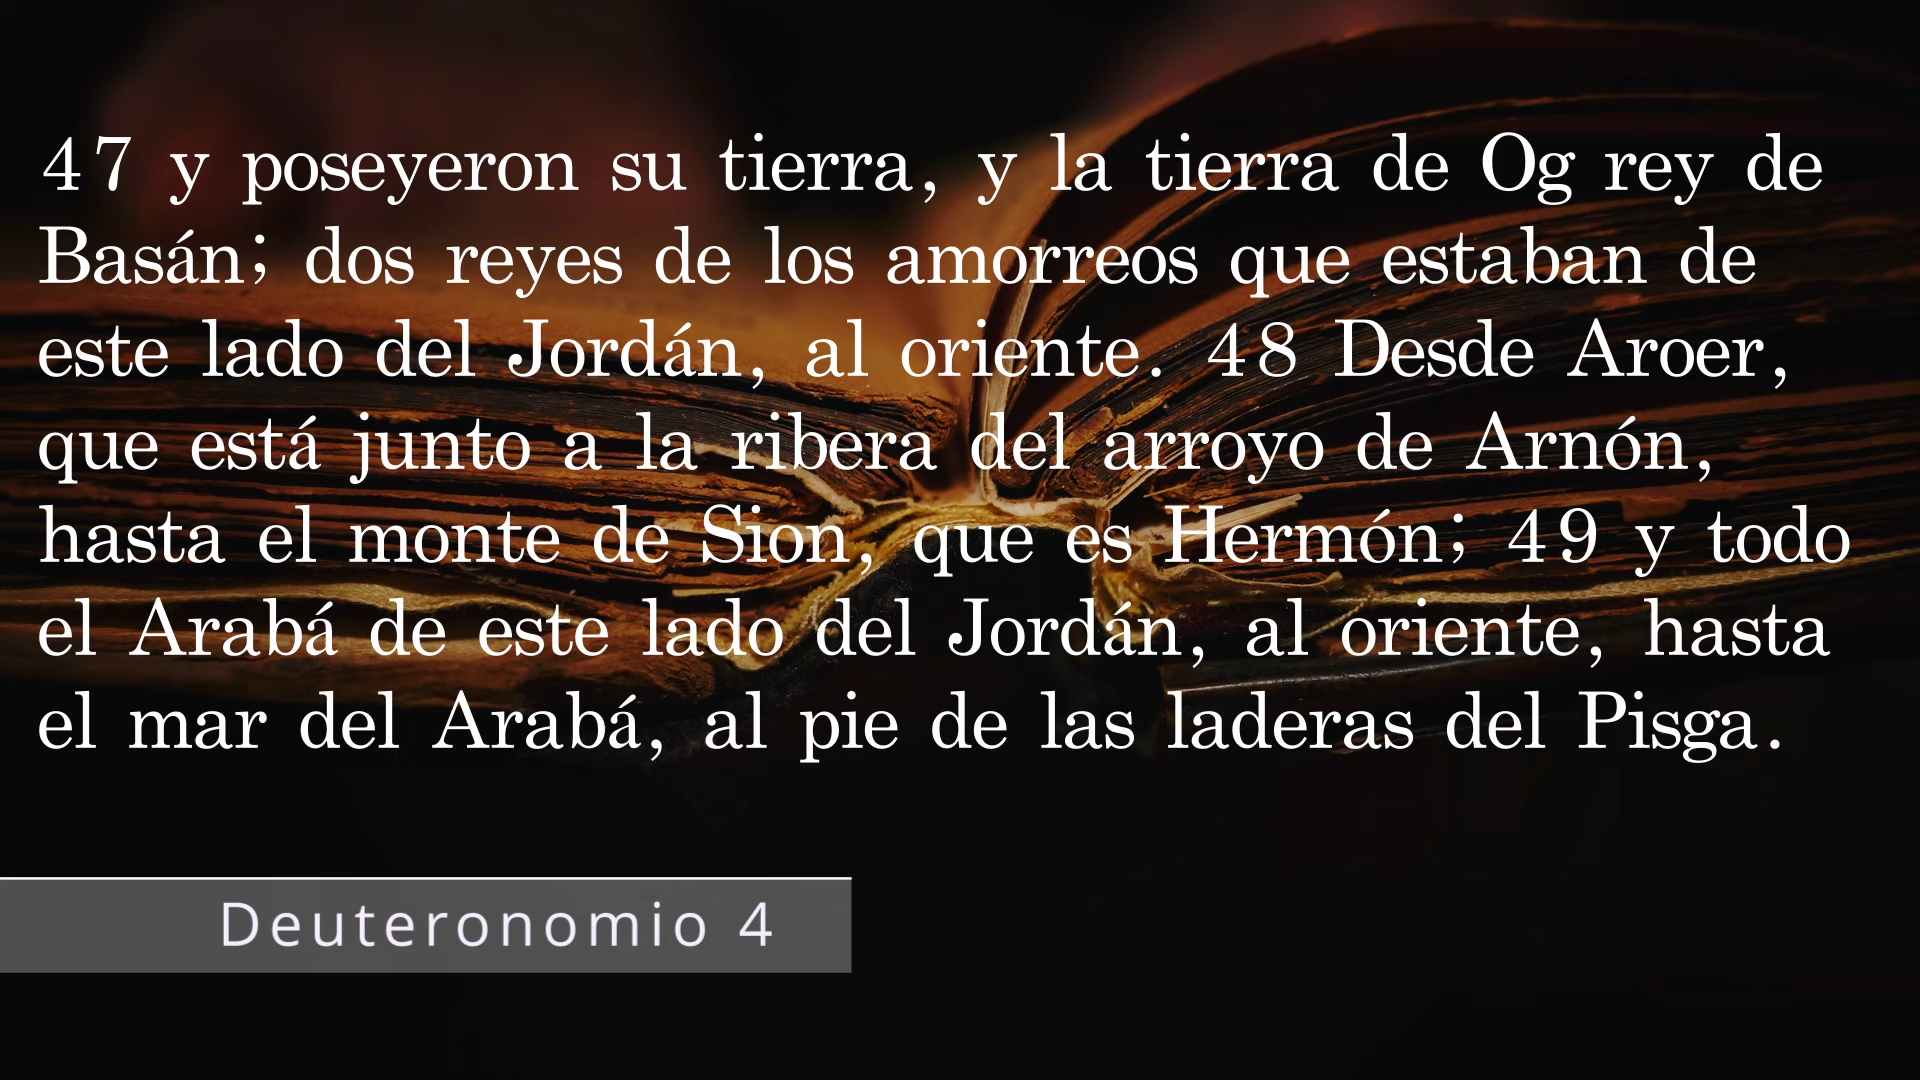 47 y poseyeron su tierra, y la tierra de Og rey de
Basán; dos reyes de los amorreos que estaban de
este lado del Jordán, al oriente. 48 Desde Aroer,
que está junto a la ribera del arroyo de Arnón,
hasta el monte de Sion, que es Hermón; 49 y todo
el Arabá de este lado del Jordán, al oriente, hasta
el mar del Arabá, al pie de las laderas del Pisga.
Deuteronomio 4